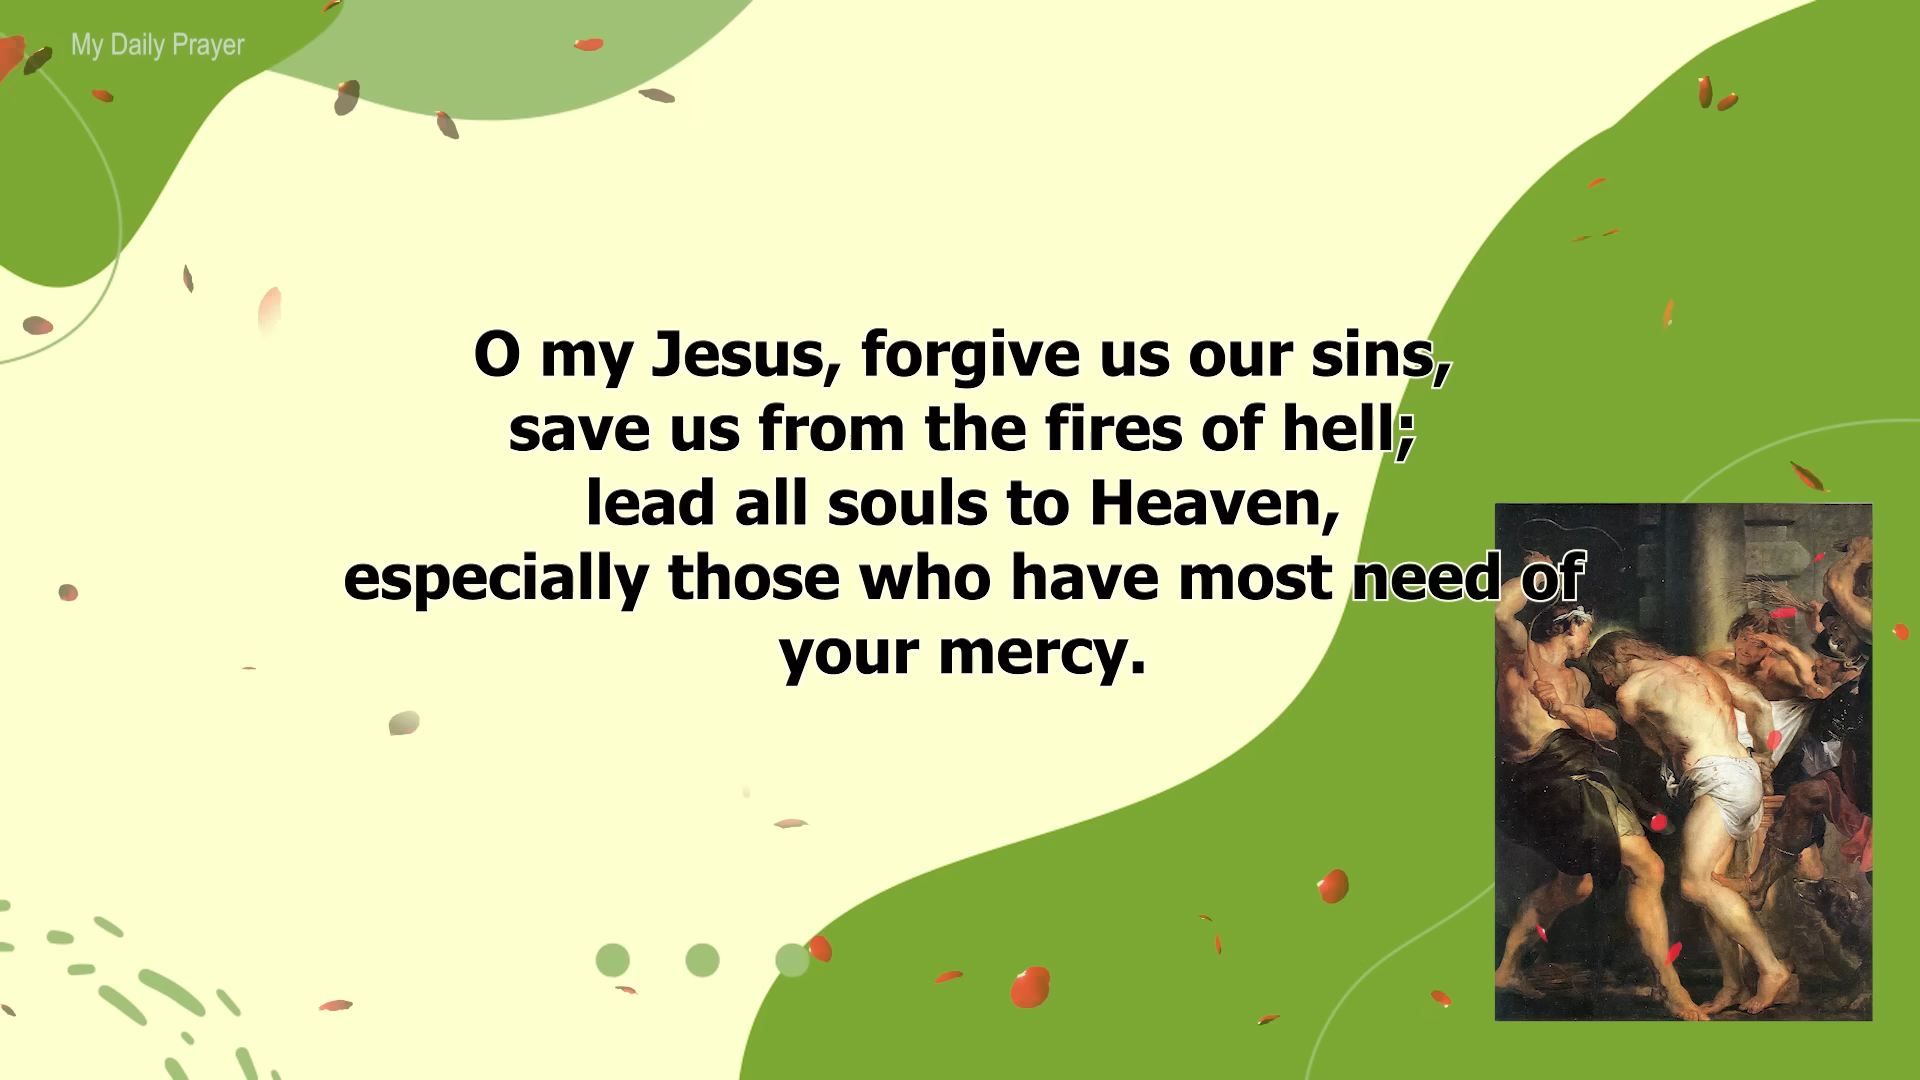 My Daily Prayer
O my Jesus, forgive us our sins,
save us from the fires of hell;
lead all souls to Heaven,
especially those who have most need of
your mercy.